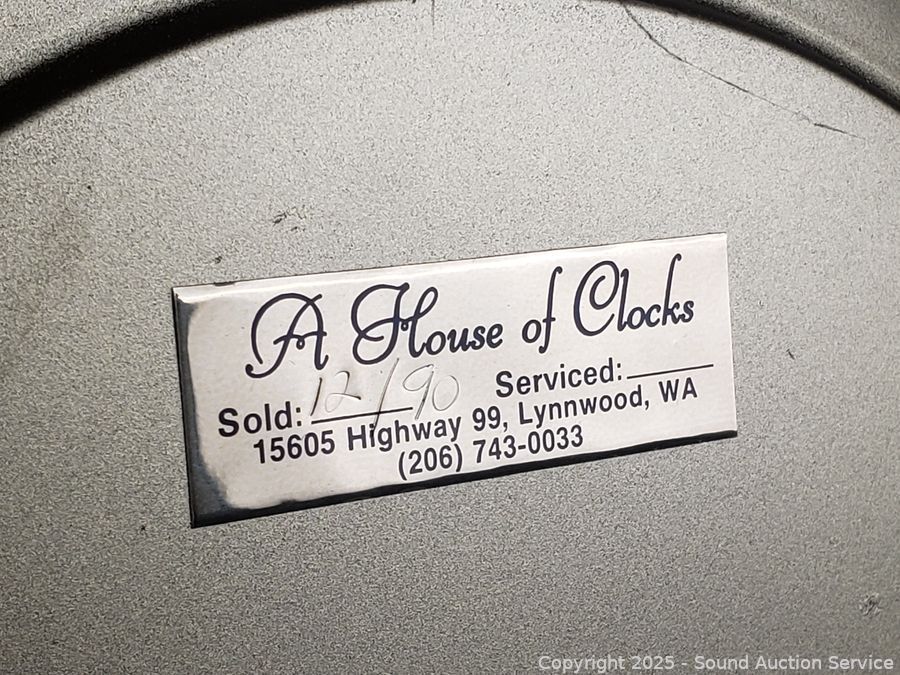 A House of Clocks
Sold: 12/90 Serviced:
15605 Highway 99, Lynnwood, WA
(206) 743-0033
Copyright 2025 - Sound Auction Service